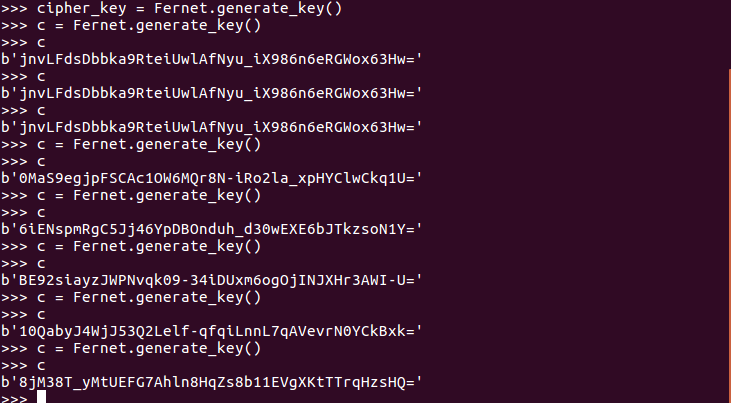 >>> cipher_key = Fernet.generate_key()
>>> c = Fernet.generate_key()
>>> c
b'jnvLFdsDbbka9RteiUwlAfNyu_iX986n6eRGWox63Hw='
>>> c
b'jnvLFdsDbbka9RteiUwlAfNyu_iX986n6eRGWox63Hw='
>>> c
b'jnvLFdsDbbka9RteiUwlAfNyu_iX986n6eRGWox63Hw='
>>> c = Fernet.generate_key()
>>> c
b'0MaS9egjpFSCAc1OW6MQr8N-iRo2la_xpHYClwCkq1U='
>>> c = Fernet.generate_key()
>>> c
b'6iENspmRgC5Jj46YpDBOnduh_d30wEXE6bJTkzsoN1Y='
>>> c = Fernet.generate_key()
>>> c
b'BE92siayzJWPNvqk09-34iDUxm6ogOjINJXHr3AWI-U='
>>> c = Fernet.generate_key()
>>> c
b'10QabyJ4WjJ53Q2Lelf-qfqiLnnL7qAVevrN0YCkBxk='
>>> c = Fernet.generate_key()
>>> c
b'8jM38T_yMtUEFG7Ahln8HqZs8b11EVgXKtTTrqHzsHQ='
>>>